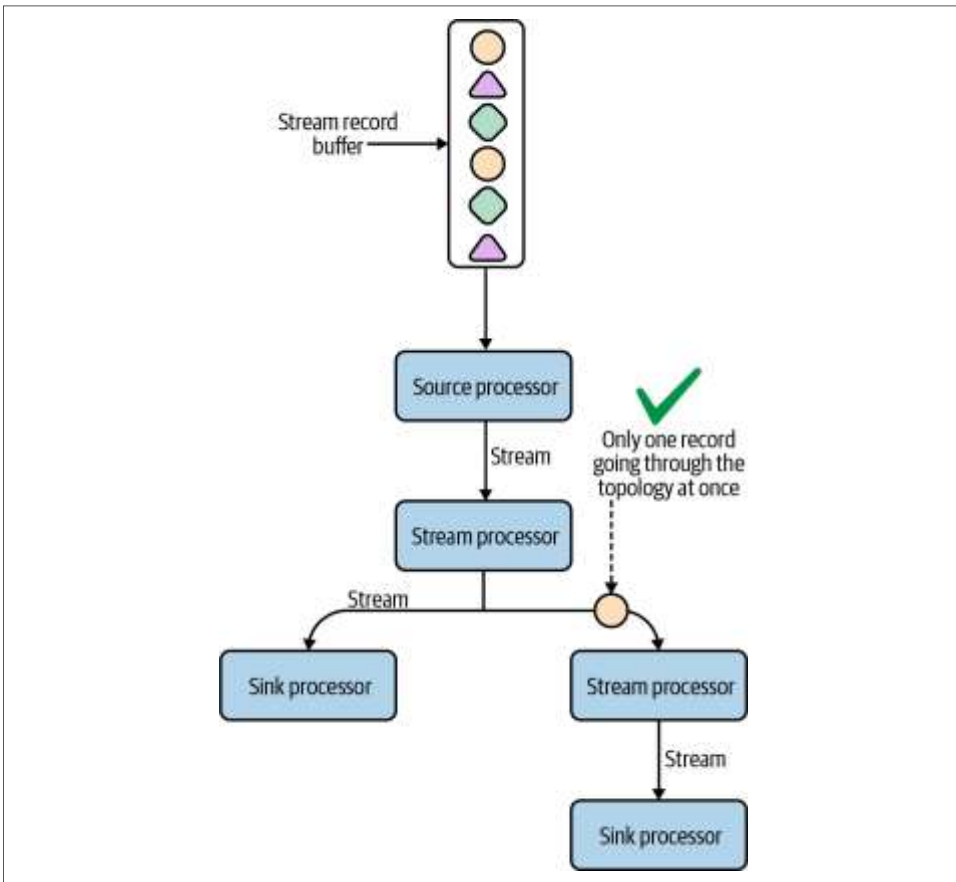 Stream record
buffer
Source processor
Stream
Only one record
going through the
topology at once
Stream processor
Stream
Sink processor
Stream processor
Stream
Sink processor